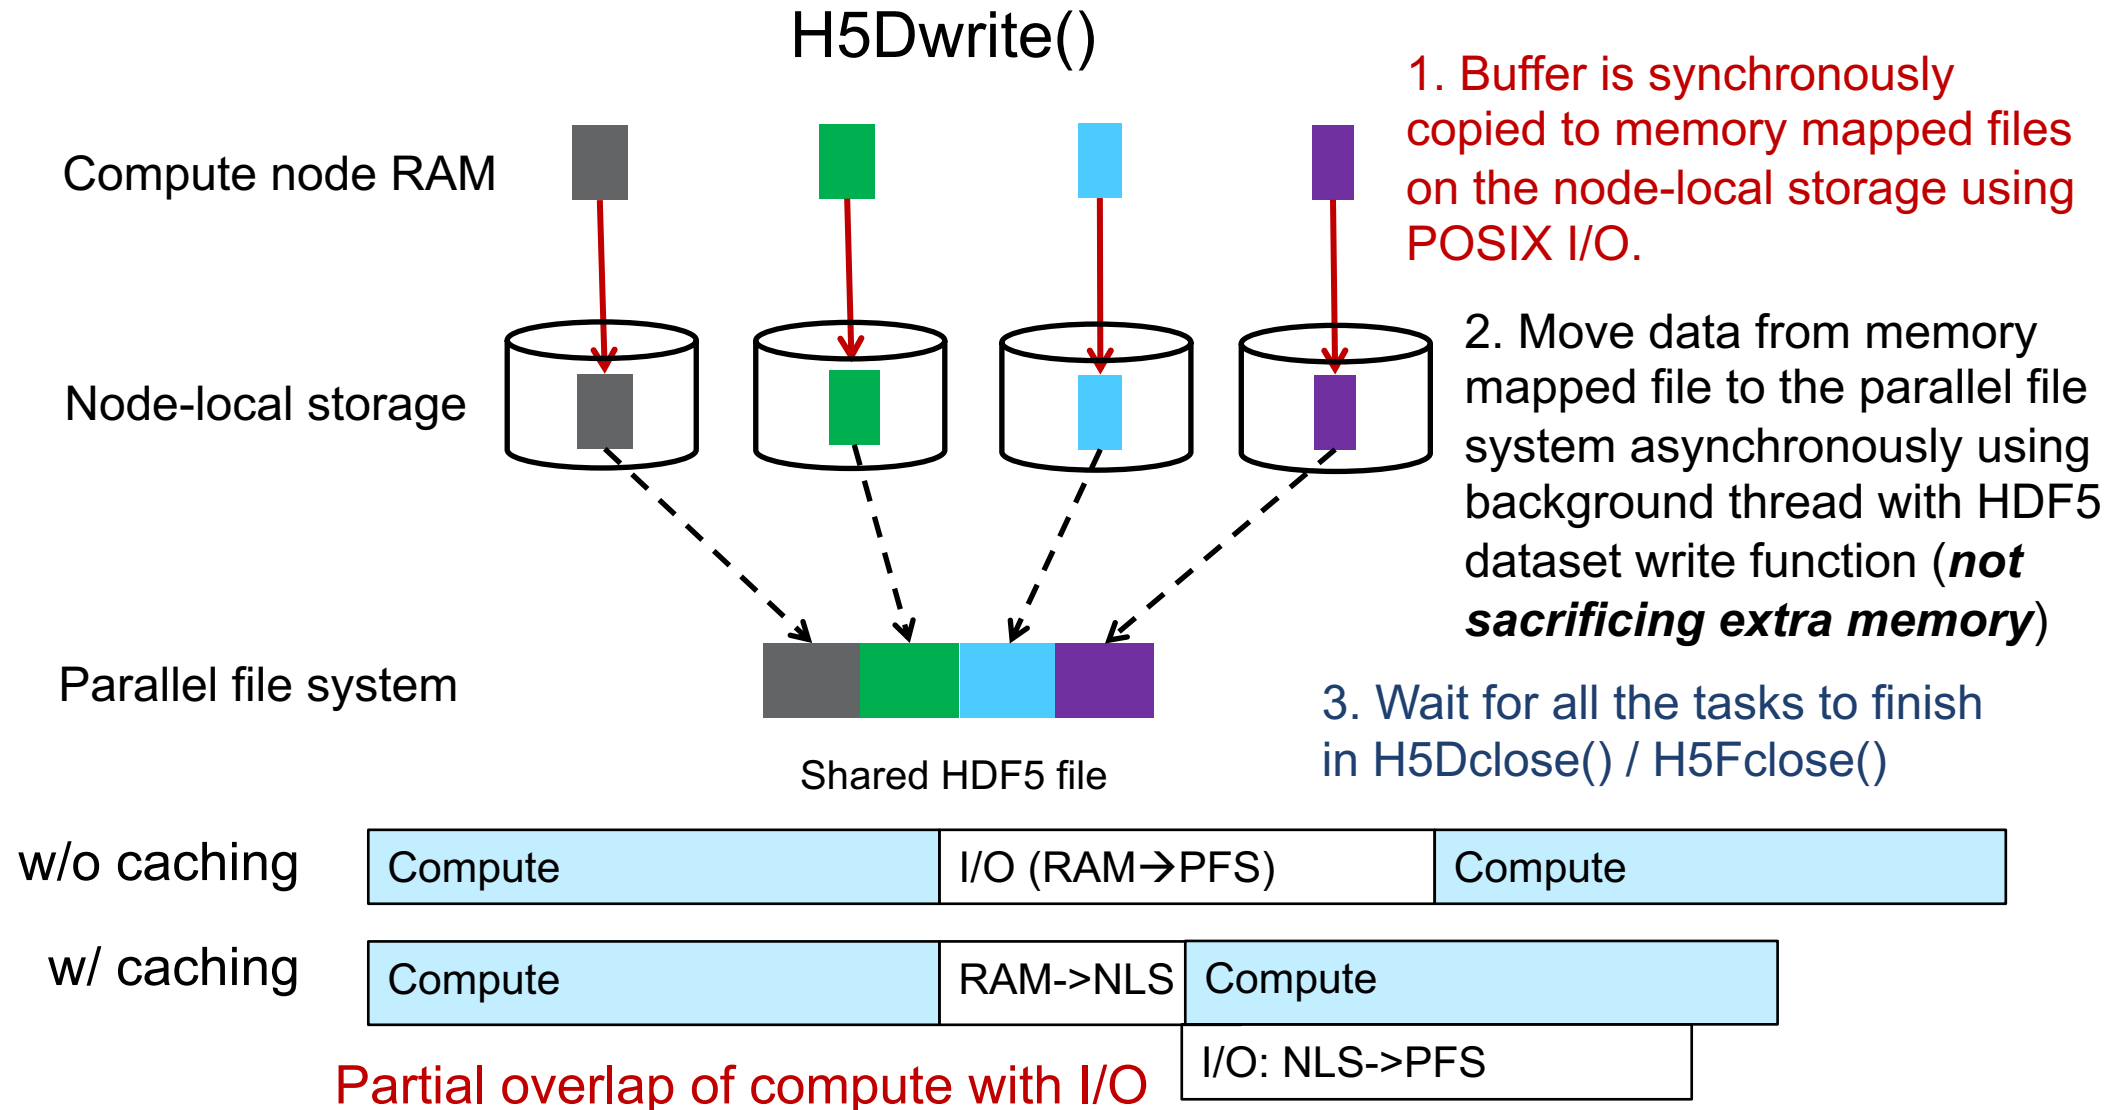 H5Dwrite()
Compute node RAM
1. Buffer is synchronously
copied to memory mapped files
on the node-local storage using
POSIX I/O.
Node-local storage
2. Move data from memory
mapped file to the parallel file
system asynchronously using
background thread with HDF5
dataset write function (not
sacrificing extra memory)
Parallel file system
Shared HDF5 file
3. Wait for all the tasks to finish
in H5Dclose() / H5Fclose()
w/o caching
Compute
I/O (RAM→PFS)
Compute
w/ caching
Compute
RAM->NLS
Compute
I/O: NLS->PFS
Partial overlap of compute with I/O